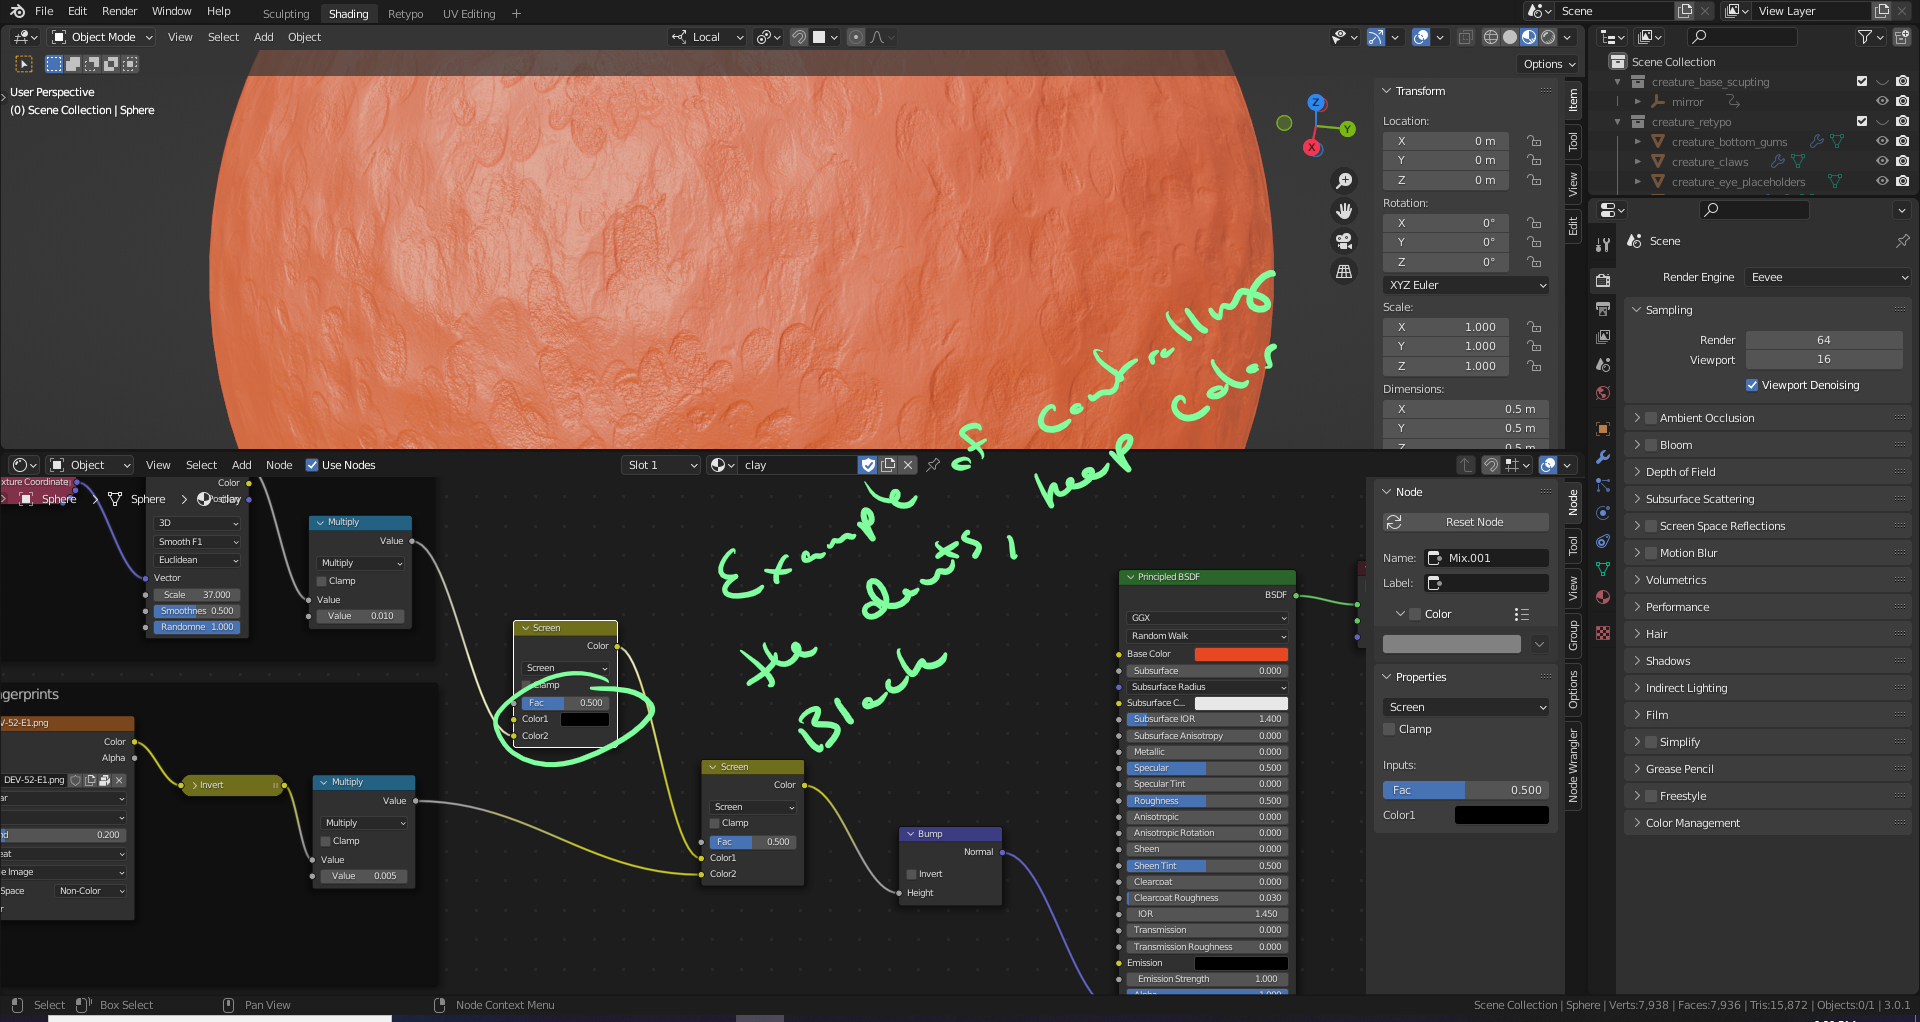 File Edit Render Window Help Sculpting Shading Retypo UV Editing + Scene View Layer
Object Mode View Select Add Object Local
Options
User Perspective
(0) Scene Collection | Sphere
Z
Y
X
Transform
Location:
X 0 m
Y 0 m
Z 0 m
Rotation:
X 0°
Y 0°
Z 0°
XYZ Euler
Scale:
X 1.000
Y 1.000
Z 1.000
Dimensions:
X 0.5 m
Y 0.5 m
Z 0.5 m
Item
Tool
View
Edit
Scene Collection
creature_base_scupting
mirror
creature_retypo
creature_bottom_gums
creature_claws
creature_eye_placeholders
Scene
Render Engine Eevee
Sampling
Render 64
Viewport 16
Viewport Denoising
Ambient Occlusion
Bloom
Depth of Field
Subsurface Scattering
Screen Space Reflections
Motion Blur
Volumetrics
Performance
Hair
Shadows
Indirect Lighting
Film
Simplify
Grease Pencil
Freestyle
Color Management
Example of controlling
the dents, keep color
Black
Object View Select Add Node Use Nodes Slot 1 clay
Sphere > Sphere > clay
xture Coordinate
Color
Position
3D
Smooth F1
Euclidean
Vector
Scale 37.000
Smoothnes 0.500
Randomne 1.000
Multiply
Value
Multiply
Clamp
Value
Value 0.010
Screen
Color
Screen
Clamp
Fac 0.500
Color1
Color2
ngerprints
V-52-E1.png
Color
Alpha
DEV-52-E1.png
ar
nd 0.200
eat
e Image
Space Non-Color
r
Invert
Multiply
Value
Multiply
Clamp
Value
Value 0.005
Screen
Color
Screen
Clamp
Fac 0.500
Color1
Color2
Bump
Normal
Invert
Height
Principled BSDF
BSDF
GGX
Random Walk
Base Color
Subsurface 0.000
Subsurface Radius
Subsurface C...
Subsurface IOR 1.400
Subsurface Anisotropy 0.000
Metallic 0.000
Specular 0.500
Specular Tint 0.000
Roughness 0.500
Anisotropic 0.000
Anisotropic Rotation 0.000
Sheen 0.000
Sheen Tint 0.500
Clearcoat 0.000
Clearcoat Roughness 0.030
IOR 1.450
Transmission 0.000
Transmission Roughness 0.000
Emission
Emission Strength 1.000
Alpha 1.000
Node
Reset Node
Name: Mix.001
Label:
Color
Properties
Screen
Clamp
Inputs:
Fac 0.500
Color1
Node
Tool
View
Group
Options
Node Wrangler
Select Box Select Pan View Node Context Menu
Scene Collection | Sphere | Verts:7,938 | Faces:7,936 | Tris:15,872 | Objects:0/1 | 3.0.1